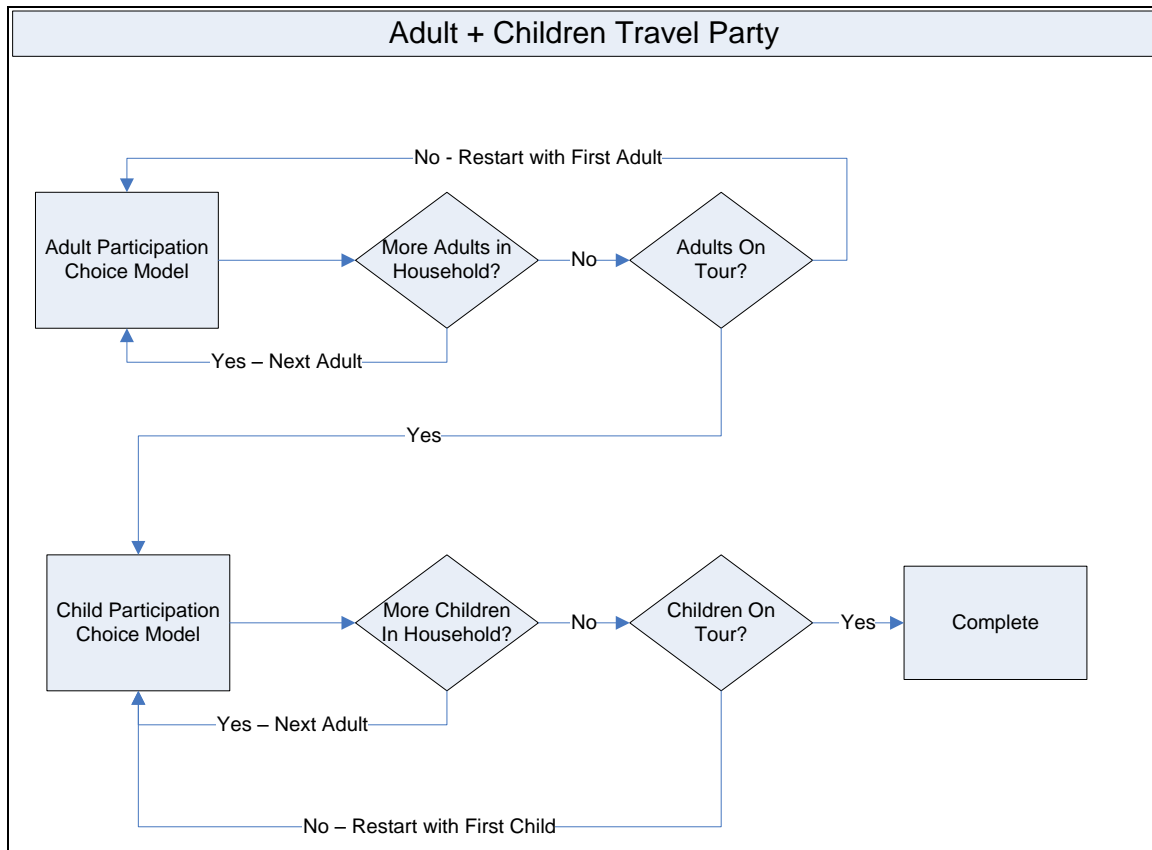 Adult + Children Travel Party
No - Restart with First Adult
Adult Participation
Choice Model
More Adults in
Household?
No
Adults On
Tour?
Yes – Next Adult
Yes
Child Participation
Choice Model
More Children
In Household?
No
Children On
Tour?
Yes
Complete
Yes – Next Adult
No – Restart with First Child